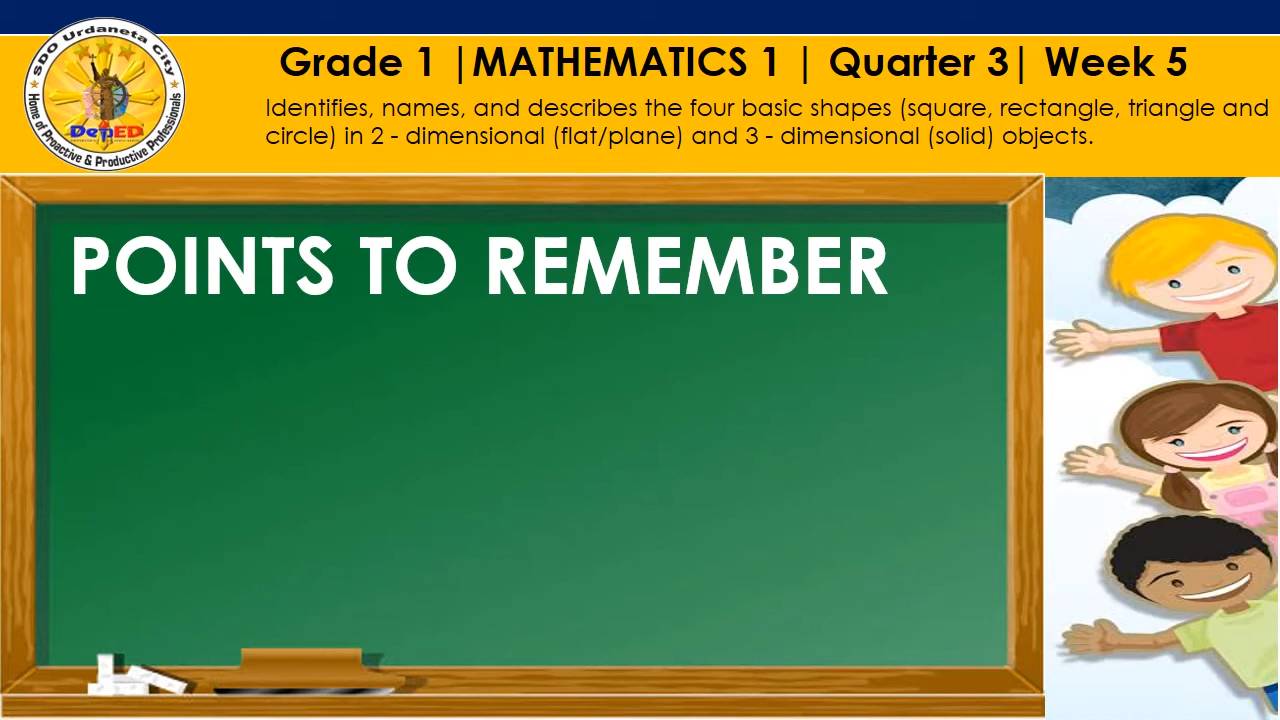 SDO Urdaneta City
Home of Proactive & Productive Professionals
DepED
Grade 1 |MATHEMATICS 1 | Quarter 3| Week 5
Identifies, names, and describes the four basic shapes (square, rectangle, triangle and
circle) in 2 - dimensional (flat/plane) and 3 - dimensional (solid) objects.
POINTS TO REMEMBER